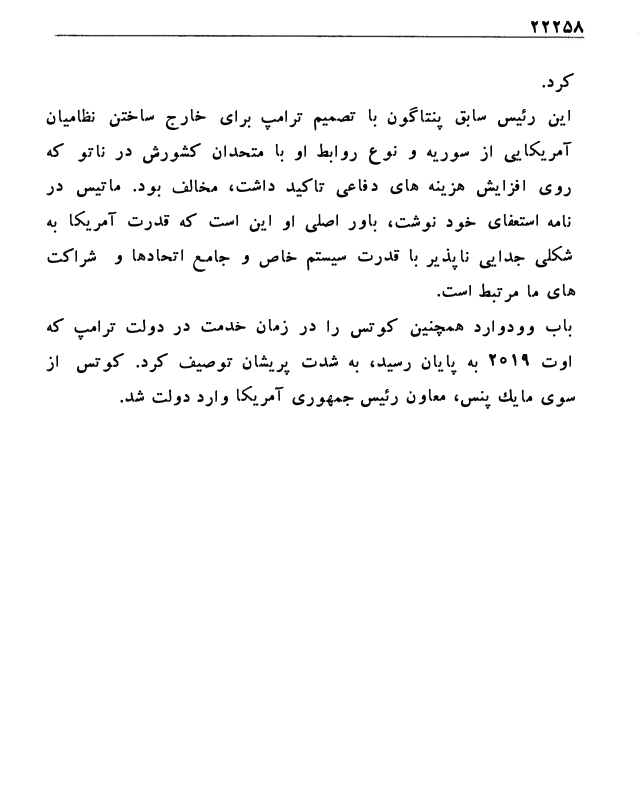 ۲۲۲۵۸
کرد.
این رئیس سابق پنتاگون با تصمیم ترامپ برای خارج ساختن نظامیان
آمریکایی از سوریه و نوع روابط او با متحدان کشورش در ناتو که
روی افزایش هزینه های دفاعی تاکید داشت، مخالف بود. ماتیس در
نامه استعفای خود نوشت، باور اصلی او این است که قدرت آمریکا به
شکلی جدایی ناپذیر با قدرت سیستم خاص و جامع اتحادها و شراکت
های ما مرتبط است.
باب وودوارد همچنین کوتس را در زمان خدمت در دولت ترامپ که
اوت ۲۰۱۹ به پایان رسید، به شدت پریشان توصیف کرد. کوتس از
سوی مایك پنس، معاون رئیس جمهوری آمریکا وارد دولت شد.